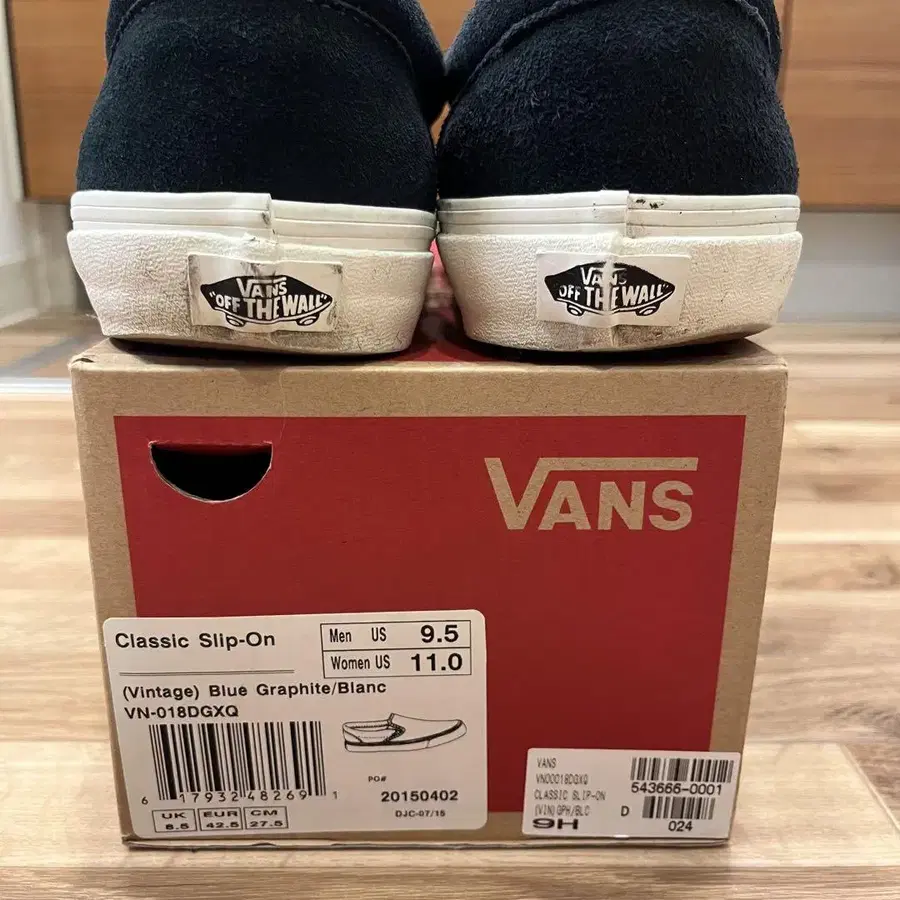 VANS
"OFF THE WALL"
VANS
"OFF THE WALL"
VANS
Classic Slip-On
Men US 9.5
Women US 11.0
(Vintage) Blue Graphite/Blanc
VN-018DGXQ
6 17932 48269 1
PO#
20150402
DJC-07/15
UK EUR CM
8.5 42.5 27.5
VANS
VN00018DGXQ
CLASSIC SLIP-ON
(VIN) GPH/BLC
9H
543666-0001
D
024